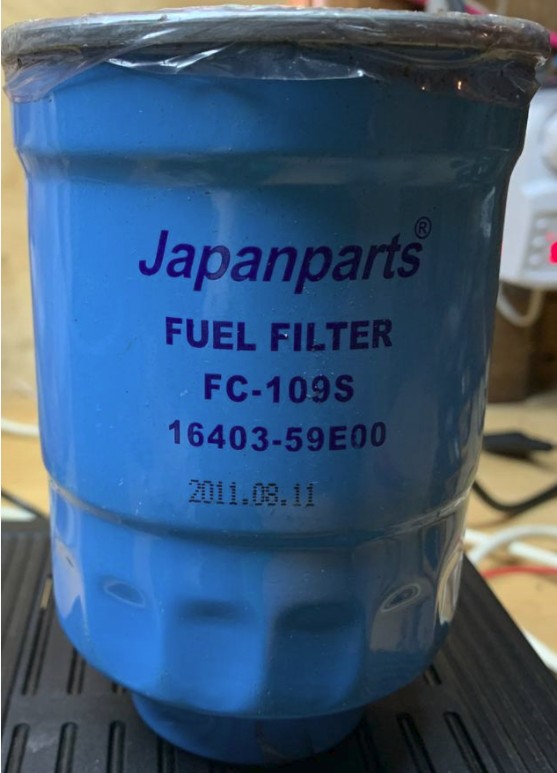 Japanparts®
FUEL FILTER
FC-109S
16403-59E00
2011.08.11